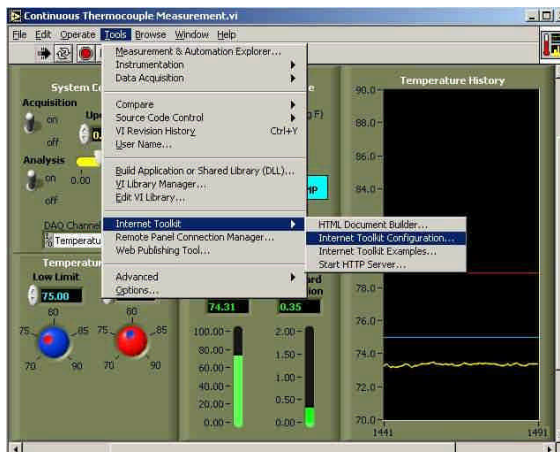 Continuous Thermocouple Measurement.vi
File Edit Operate Tools Browse Window Help
Measurement & Automation Explorer...
Instrumentation
Data Acquisition
Compare
Source Code Control
VI Revision History Ctrl+Y
User Name...
Build Application or Shared Library (DLL)...
VI Library Manager...
Edit VI Library...
Internet Toolkit
Remote Panel Connection Manager...
Web Publishing Tool...
Advanced
Options...
HTML Document Builder...
Internet Toolkit Configuration...
Internet Toolkit Examples...
Start HTTP Server...
System
Acquisition
on
off
Analysis
on 0.00
off
DAQ Channel
Low Limit
75.00
80
75 85
70 90
80
75 85
70 90
74.31 0.35
100.00 2.00
80.00
60.00 1.50
40.00 1.00
20.00 0.50
0.00 0.00
Temperature History
90.0
88.0
86.0
84.0
78.0
76.0
74.0
72.0
70.0
1441 1491